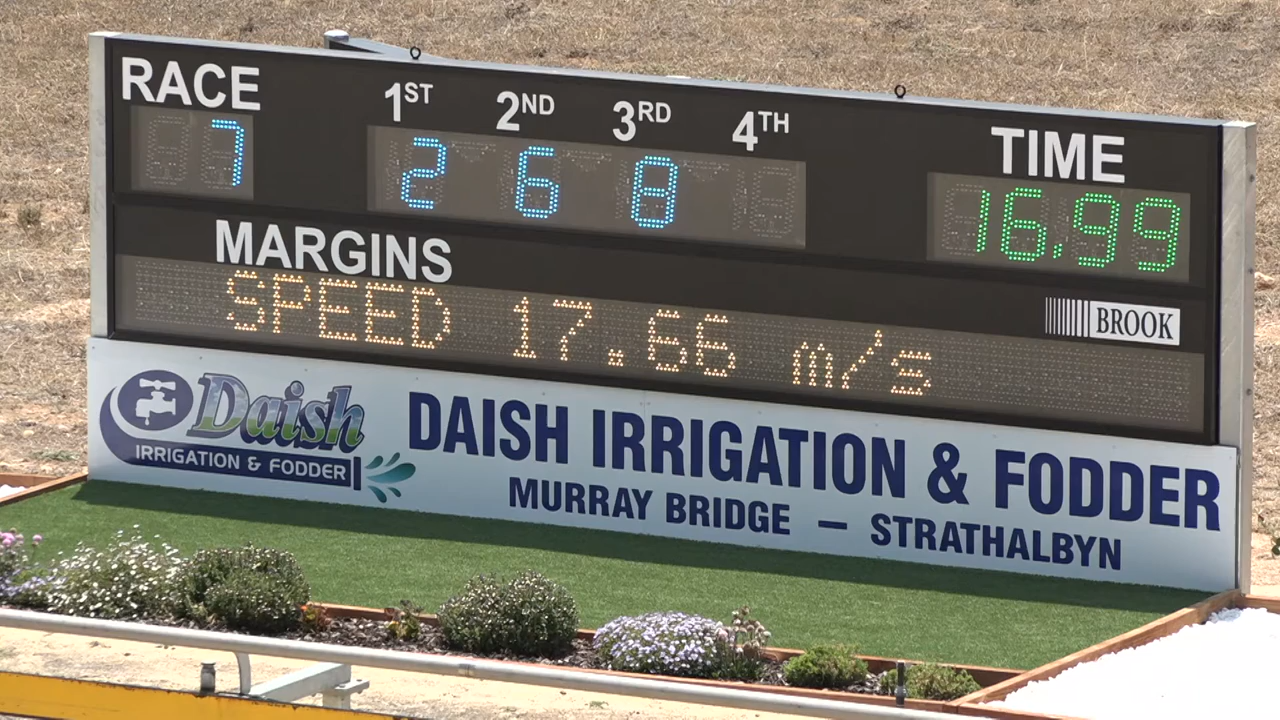 RACE 1ST 2ND 3RD 4TH TIME
7 2 6 8 16.99
MARGINS
BROOK
SPEED 17.66 m/s
Daish
IRRIGATION & FODDER
DAISH IRRIGATION & FODDER
MURRAY BRIDGE – STRATHALBYN